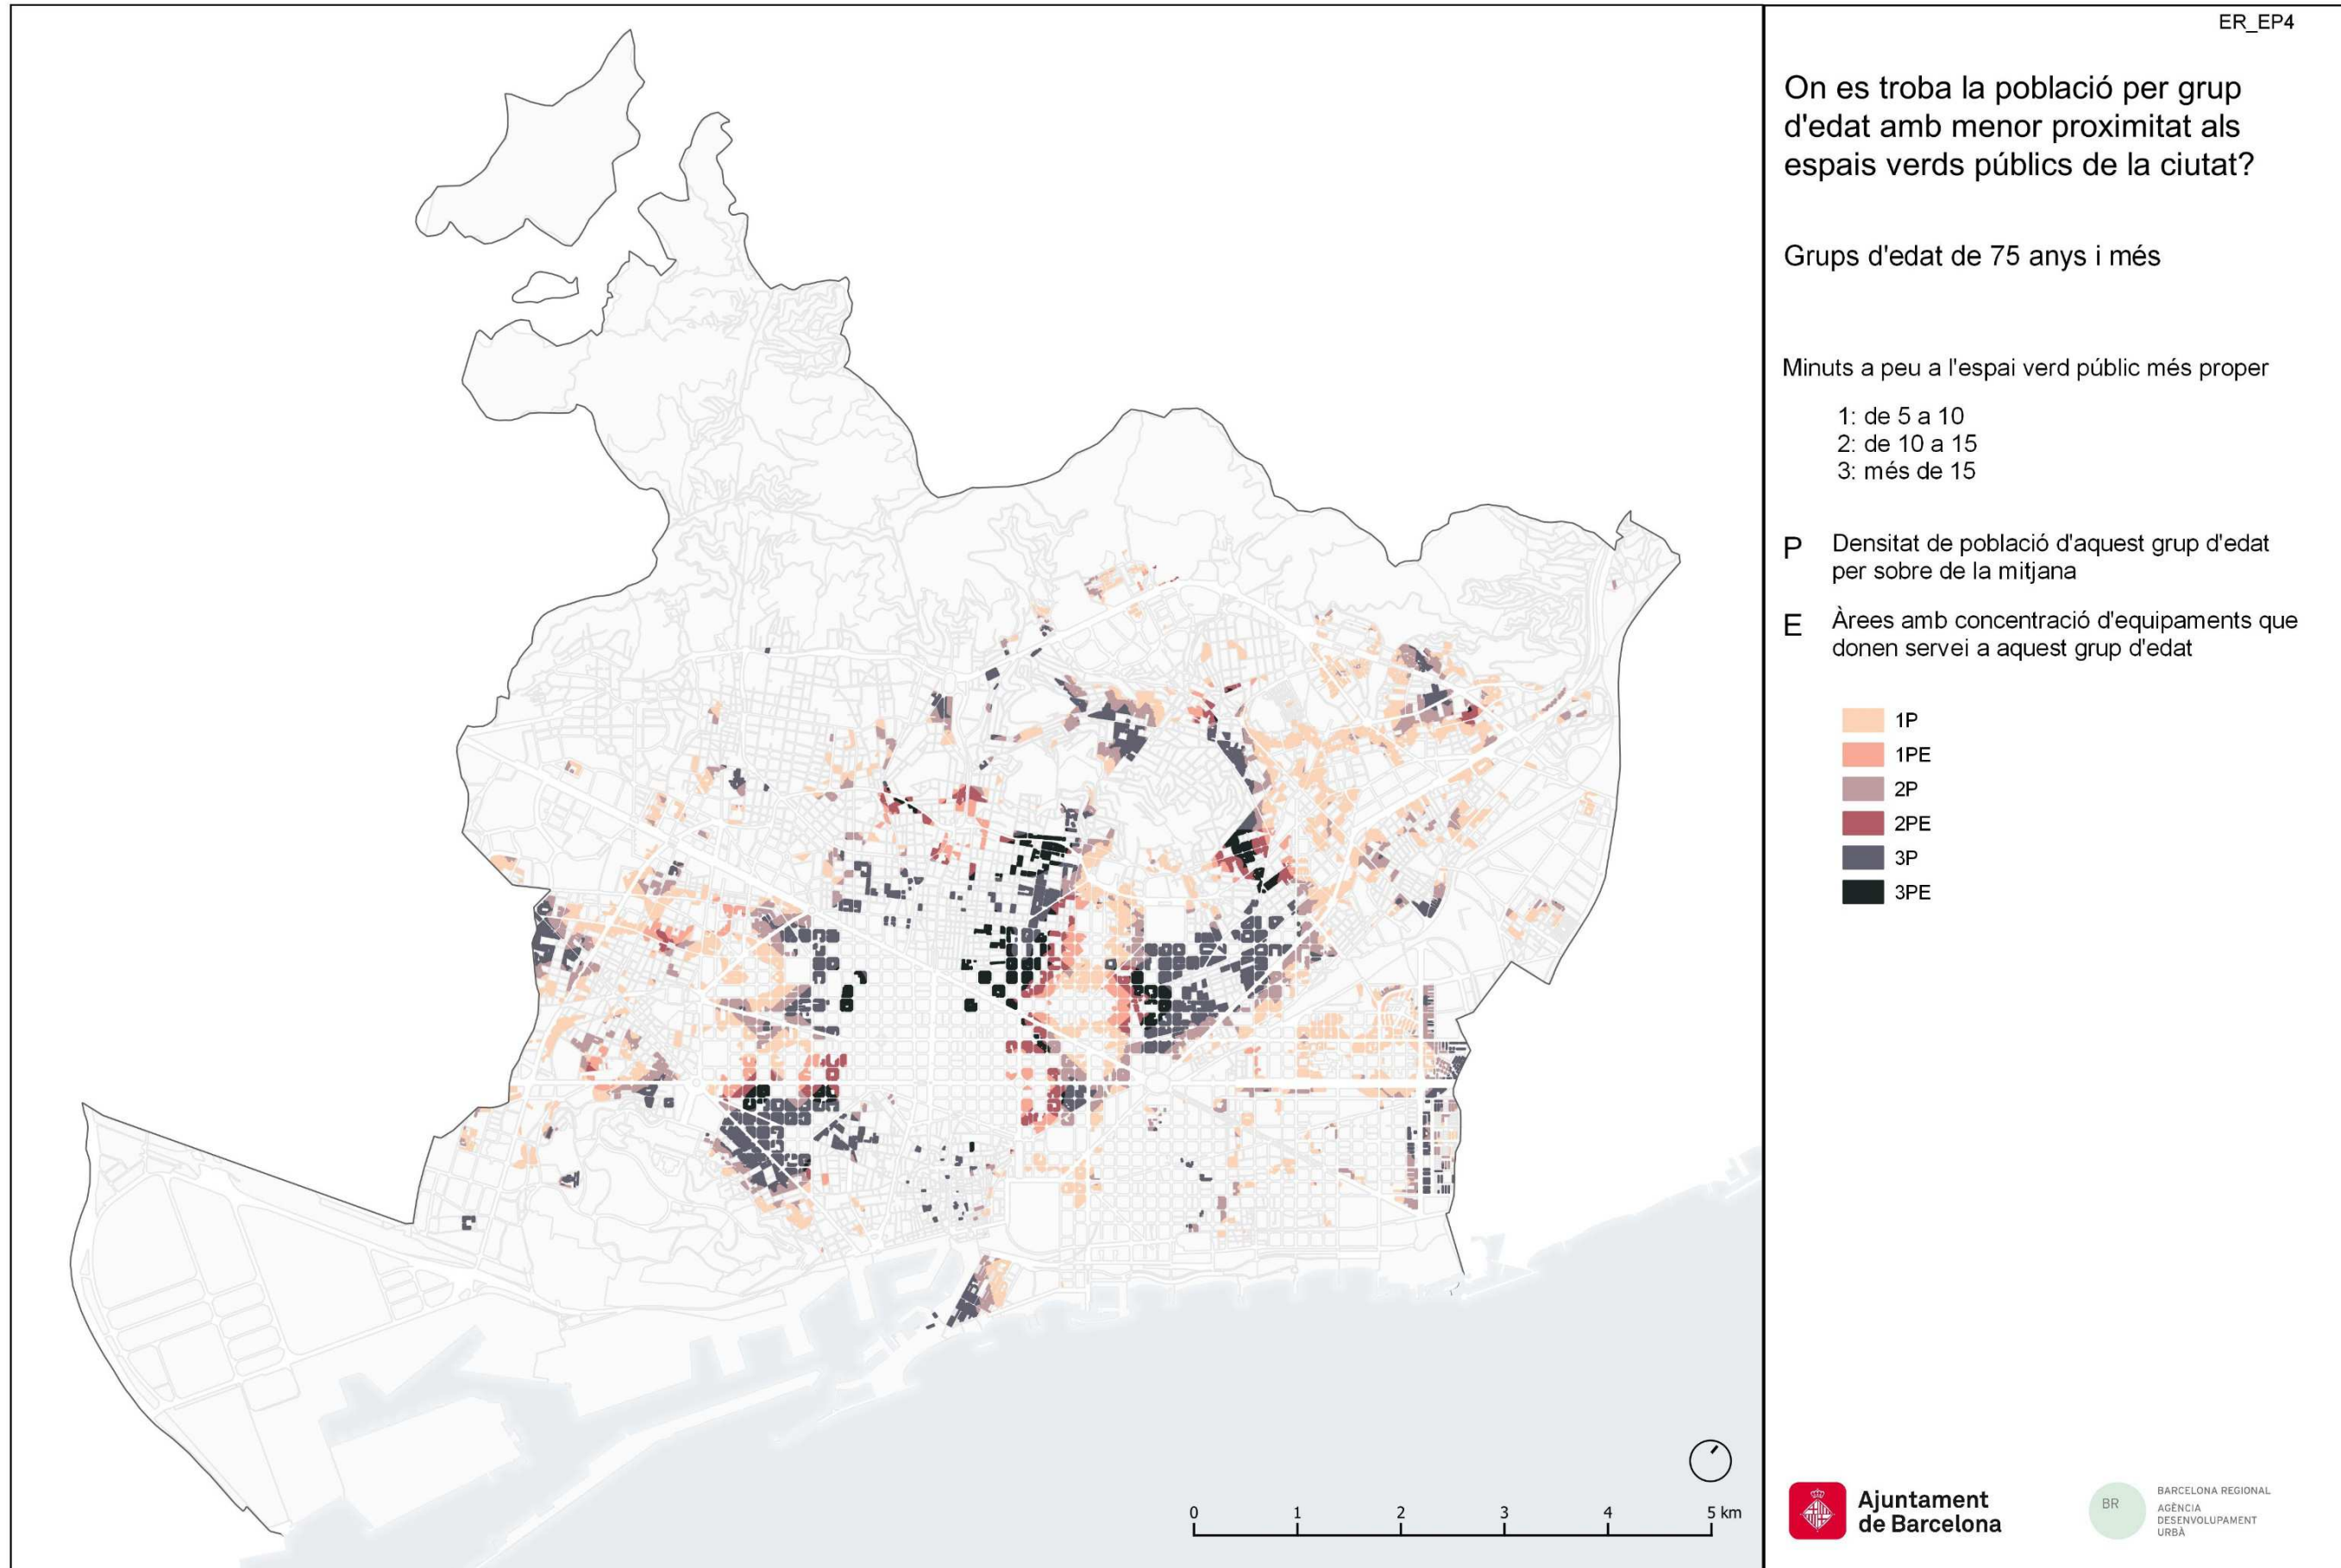 ER_EP4
On es troba la població per grup
d'edat amb menor proximitat als
espais verds públics de la ciutat?
Grups d'edat de 75 anys i més
Minuts a peu a l'espai verd públic més proper
1: de 5 a 10
2: de 10 a 15
3: més de 15
P Densitat de població d'aquest grup d'edat
per sobre de la mitjana
E Àrees amb concentració d'equipaments que
donen servei a aquest grup d'edat
1P
1PE
2P
2PE
3P
3PE
0 1 2 3 4 5 km
Ajuntament
de Barcelona
BR
BARCELONA REGIONAL
AGÈNCIA
DESENVOLUPAMENT
URBÀ